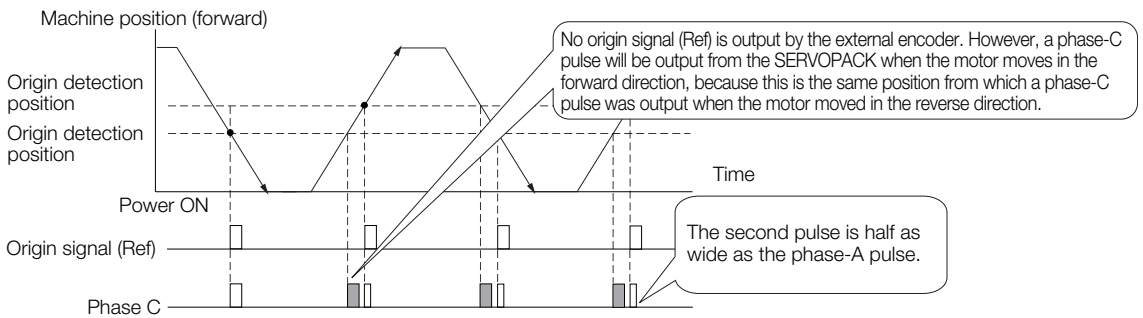 Machine position (forward)
No origin signal (Ref) is output by the external encoder. However, a phase-C
pulse will be output from the SERVOPACK when the motor moves in the
forward direction, because this is the same position from which a phase-C
pulse was output when the motor moved in the reverse direction.
Origin detection
position
Origin detection
position
Time
Power ON
Origin signal (Ref)
The second pulse is half as
wide as the phase-A pulse.
Phase C